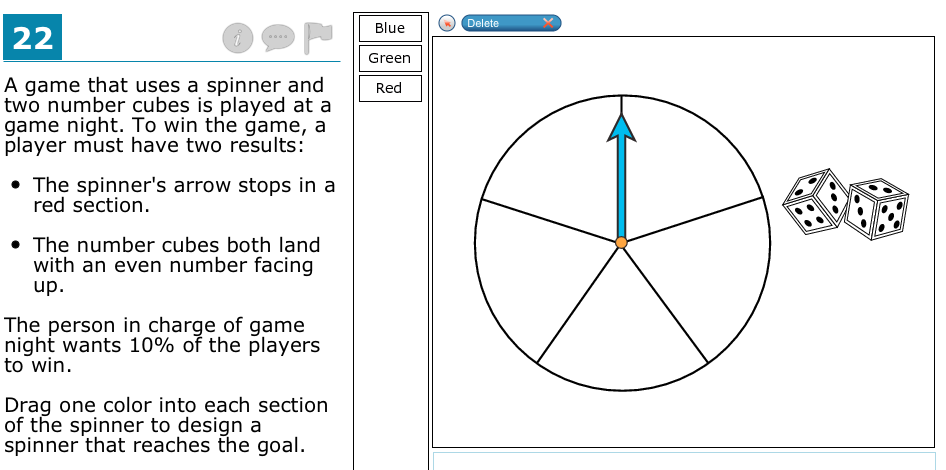 22
A game that uses a spinner and
two number cubes is played at a
game night. To win the game, a
player must have two results:
• The spinner's arrow stops in a
red section.
• The number cubes both land
with an even number facing
up.
The person in charge of game
night wants 10% of the players
to win.
Drag one color into each section
of the spinner to design a
spinner that reaches the goal.
Blue
Green
Red
Delete